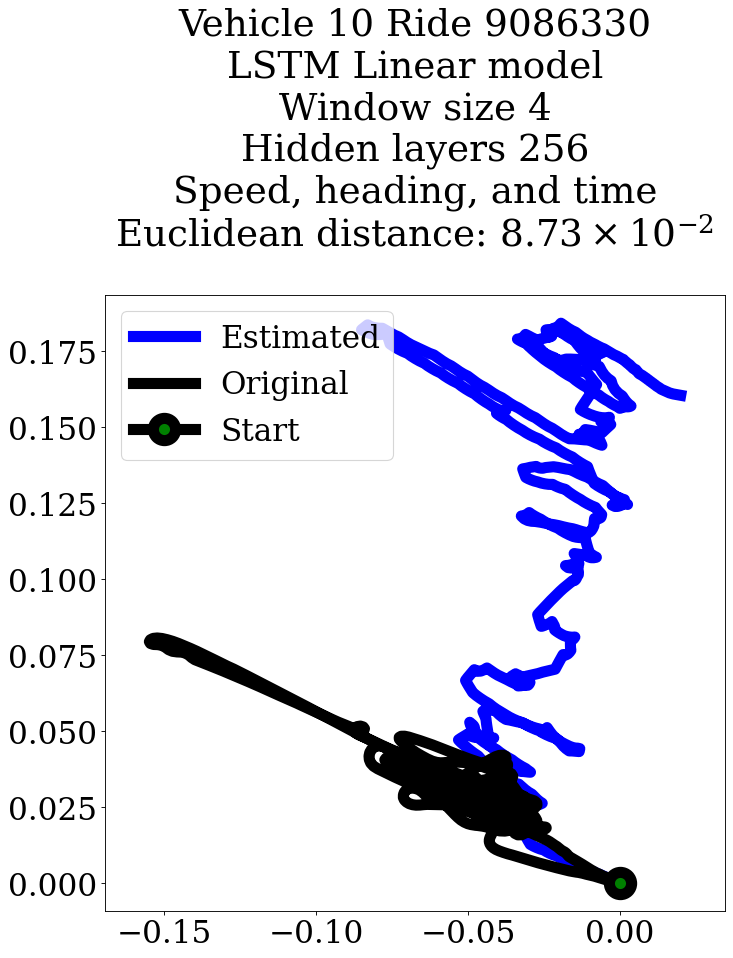 Vehicle 10 Ride 9086330
LSTM Linear model
Window size 4
Hidden layers 256
Speed, heading, and time
Euclidean distance: 8.73 × 10⁻²
Estimated
Original
Start
0.175
0.150
0.125
0.100
0.075
0.050
0.025
0.000
−0.15 −0.10 −0.05 0.00